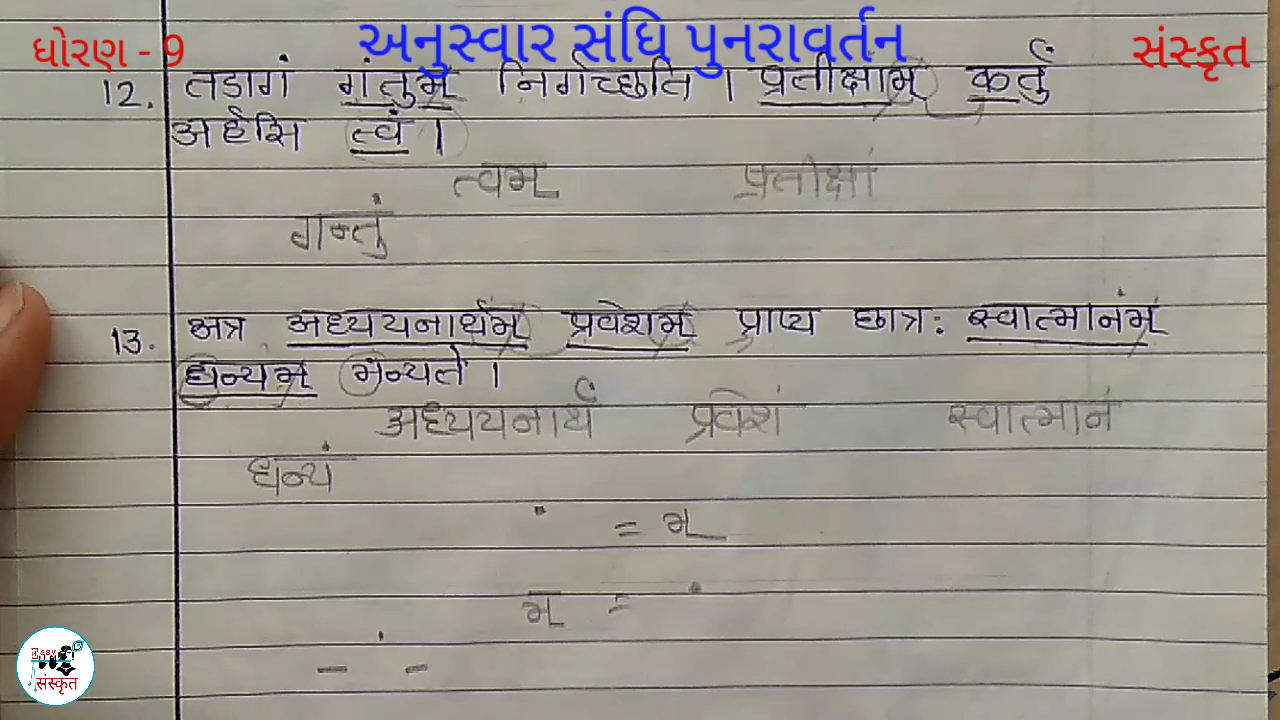 ધોરણ - 9
અનુસ્વાર સંધિ પુનરાવર્તન
સંસ્કૃત
12. तडागं गंतुम् निर्गच्छति । प्रतीक्षाम् कर्तुं
अर्हसि त्वं ।
त्वम् प्रतीक्षां
गन्तुं
13. अत्र अध्ययनार्थम् प्रवेशम् प्राप्य छात्रः स्वात्मानंम्
धन्यम् मन्यते ।
अध्ययनार्थं प्रवेशं स्वात्मानं
धन्यं
ं = म्
म् = ं
- -
Easy
संस्कृत